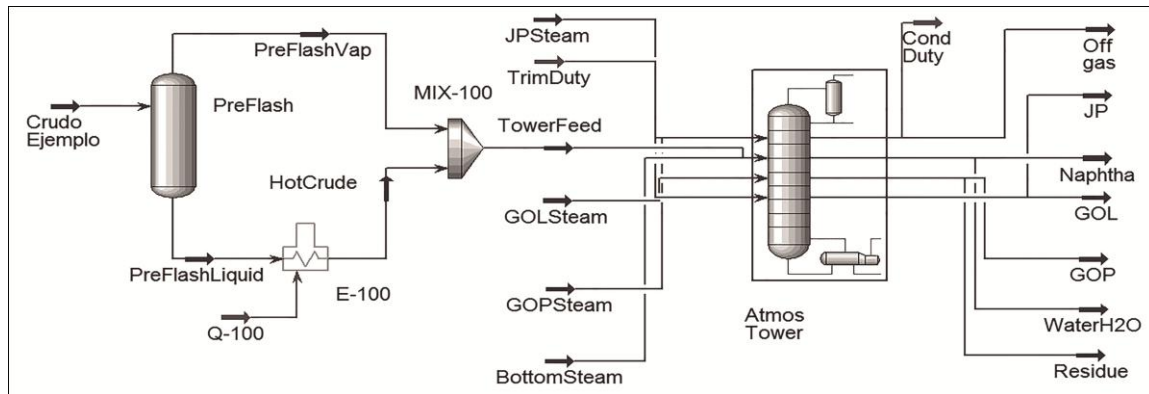 PreFlashVap
PreFlash
Crudo
Ejemplo
PreFlashLiquid
Q-100
E-100
HotCrude
MIX-100
TowerFeed
JPSteam
TrimDuty
GOLSteam
GOPSteam
BottomSteam
Atmos
Tower
Cond
Duty
Off
gas
JP
Naphtha
GOL
GOP
WaterH2O
Residue